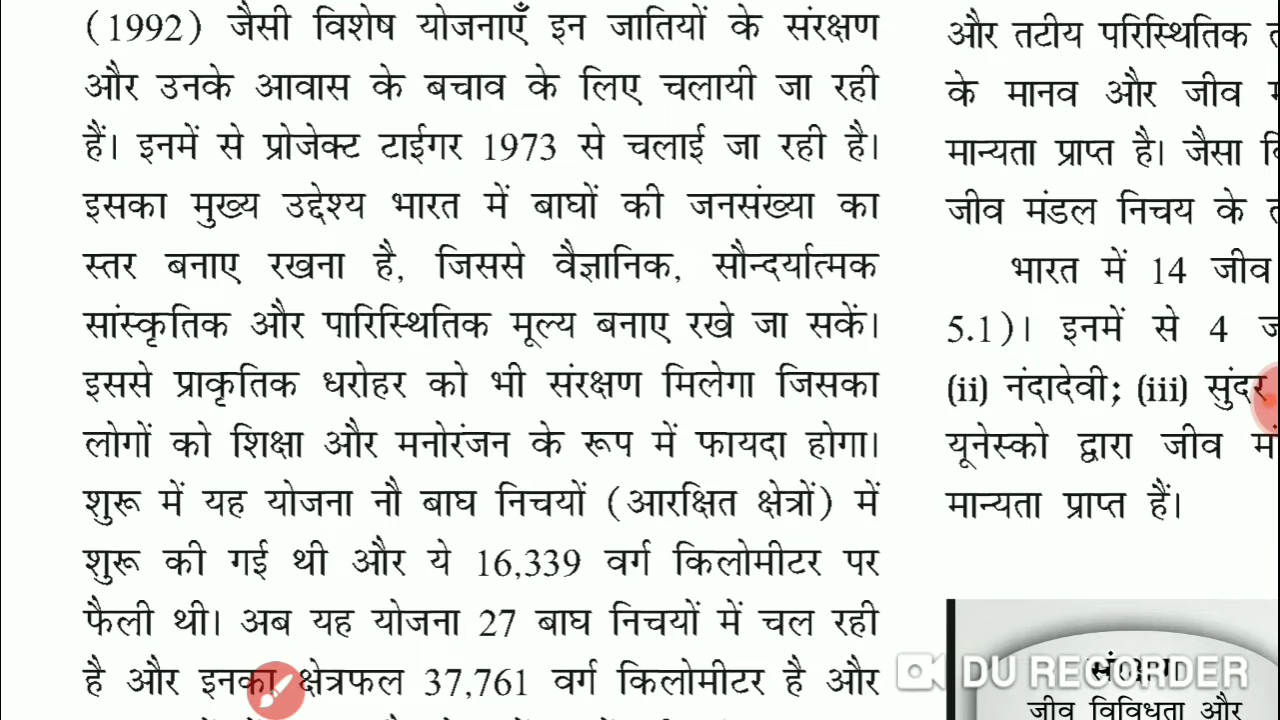 (1992) जैसी विशेष योजनाएँ इन जातियों के संरक्षण
और उनके आवास के बचाव के लिए चलायी जा रही
हैं। इनमें से प्रोजेक्ट टाईगर 1973 से चलाई जा रही है।
इसका मुख्य उद्देश्य भारत में बाघों की जनसंख्या का
स्तर बनाए रखना है, जिससे वैज्ञानिक, सौन्दर्यात्मक
सांस्कृतिक और पारिस्थितिक मूल्य बनाए रखे जा सकें।
इससे प्राकृतिक धरोहर को भी संरक्षण मिलेगा जिसका
लोगों को शिक्षा और मनोरंजन के रूप में फायदा होगा।
शुरू में यह योजना नौ बाघ निचयों (आरक्षित क्षेत्रों) में
शुरू की गई थी और ये 16,339 वर्ग किलोमीटर पर
फैली थी। अब यह योजना 27 बाघ निचयों में चल रही
है और इनका क्षेत्रफल 37,761 वर्ग किलोमीटर है और
और तटीय परिस्थितिक
के मानव और जीव
मान्यता प्राप्त है। जैसा
जीव मंडल निचय के
भारत में 14 जीव
5.1)। इनमें से 4
(ii) नंदादेवी; (iii) सुंदर
यूनेस्को द्वारा जीव
मान्यता प्राप्त हैं।
DU RECORDER
जीव विविधता और